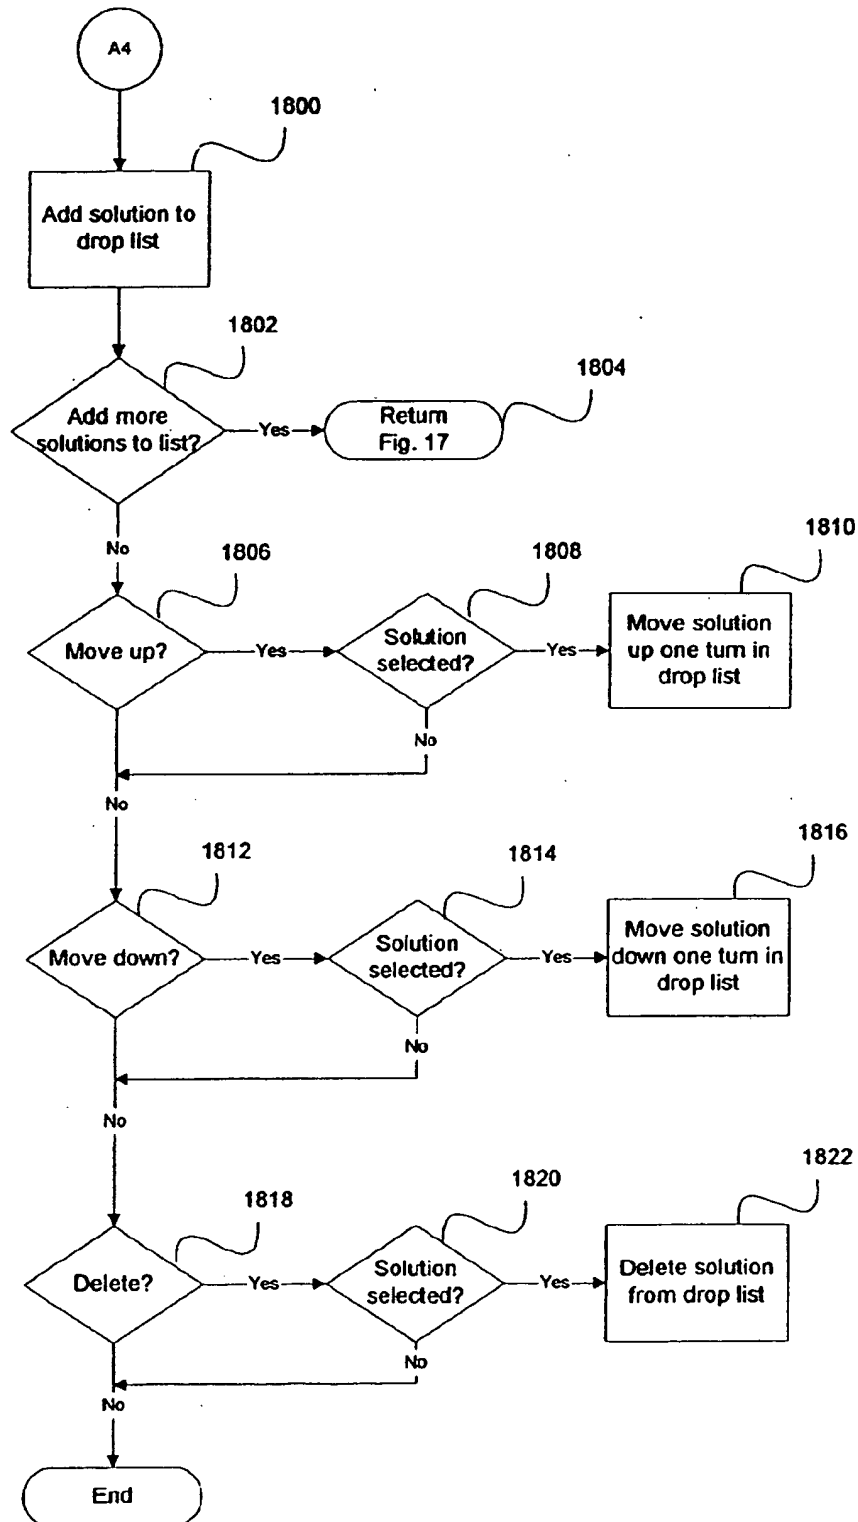 A4
1800
Add solution to
drop list
1802
Add more
solutions to list?
Yes
1804
Return
Fig. 17
No
1806
Move up?
Yes
1808
Solution
selected?
Yes
1810
Move solution
up one turn in
drop list
No
No
1812
Move down?
Yes
1814
Solution
selected?
Yes
1816
Move solution
down one turn in
drop list
No
No
1818
Delete?
Yes
1820
Solution
selected?
Yes
1822
Delete solution
from drop list
No
No
End